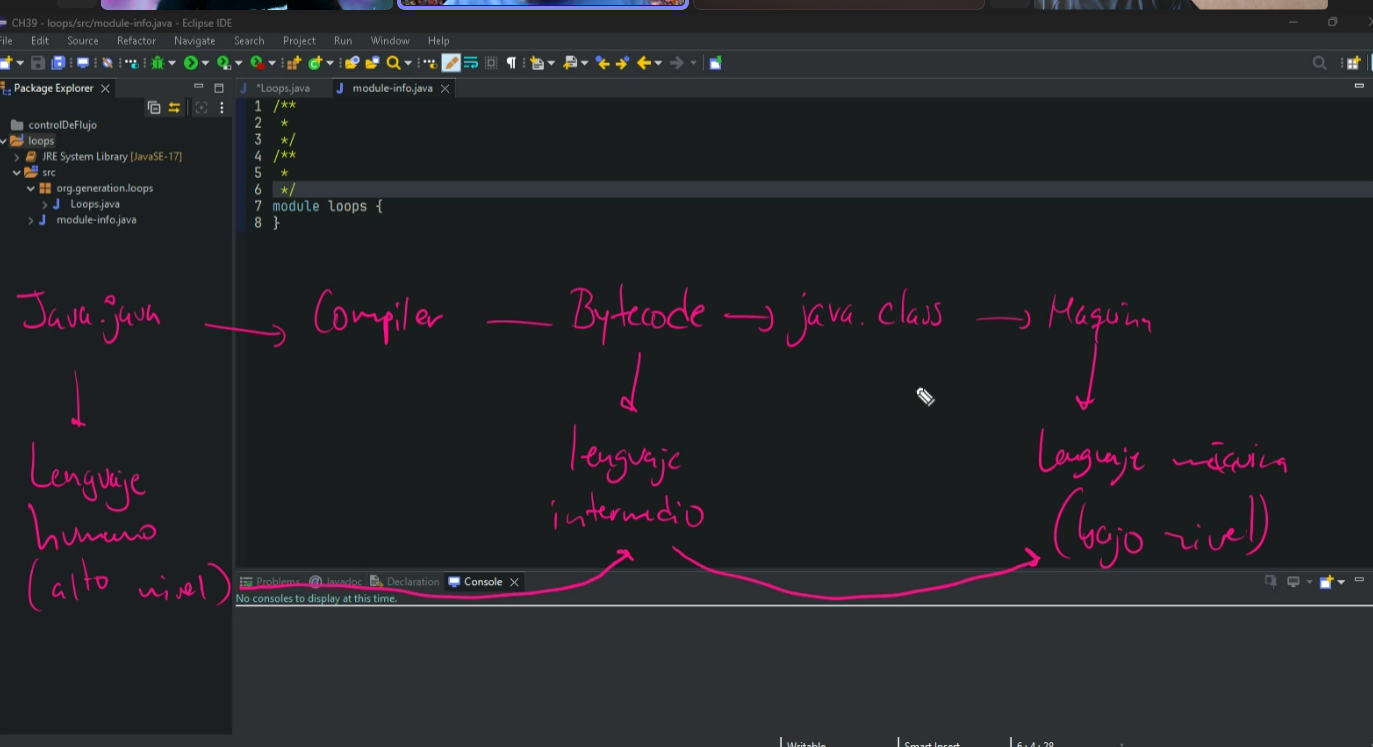 CH39 - loops/src/module-info.java - Eclipse IDE
File Edit Source Refactor Navigate Search Project Run Window Help
Package Explorer
*Loops.java module-info.java
controlDeFlujo
loops
JRE System Library [JavaSE-17]
src
org.generation.loops
Loops.java
module-info.java
1 /**
2 *
3 */
4 /**
5 *
6 */
7 module loops {
8 }
Java.java → Compiler — Bytecode → java.class → Maquina
Lenguaje
humano
(alto nivel)
lenguaje
intermedio
Lenguaje máquina
(bajo nivel)
Problems @ Javadoc Declaration Console
No consoles to display at this time.
Writable Smart Insert 6 : 4 : 28